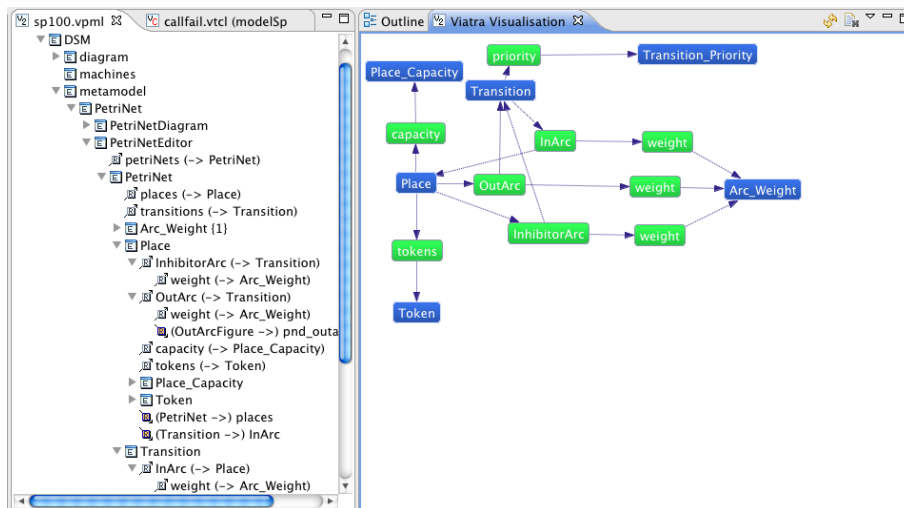 sp100.vpml
callfail.vtcl (modelSp
DSM
diagram
machines
metamodel
PetriNet
PetriNetDiagram
PetriNetEditor
petriNets (-> PetriNet)
PetriNet
places (-> Place)
transitions (-> Transition)
Arc_Weight {1}
Place
InhibitorArc (-> Transition)
weight (-> Arc_Weight)
OutArc (-> Transition)
weight (-> Arc_Weight)
(OutArcFigure ->) pnd_outa
capacity (-> Place_Capacity)
tokens (-> Token)
Place_Capacity
Token
(PetriNet ->) places
(Transition ->) InArc
Transition
InArc (-> Place)
weight (-> Arc_Weight)
Outline
Viatra Visualisation
priority
Transition_Priority
Place_Capacity
Transition
capacity
InArc
weight
Place
OutArc
weight
Arc_Weight
InhibitorArc
weight
tokens
Token